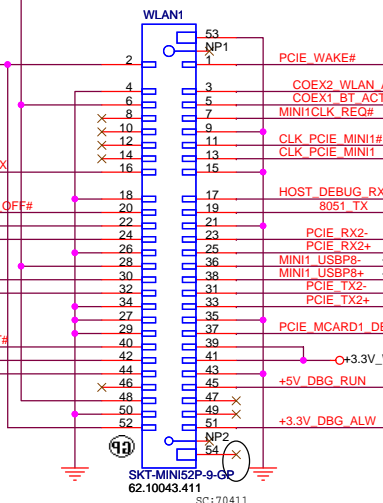 WLAN1
53
NP1
2 1 PCIE_WAKE#
4 3 COEX2_WLAN_A
6 5 COEX1_BT_ACT
8 7 MINI1CLK_REQ#
10 9
12 11 CLK_PCIE_MINI1#
14 13 CLK_PCIE_MINI1
X 16 15
18 17 HOST_DEBUG_RX
OFF# 20 19 8051_TX
22 21
24 23 PCIE_RX2-
26 25 PCIE_RX2+
28 36 MINI1_USBP8-
30 38 MINI1_USBP8+
32 31 PCIE_TX2-
34 33 PCIE_TX2+
27 35
29 37 PCIE_MCARD1_DE
# 40 39
42 41 +3.3V_W
44 43
46 45 +5V_DBG_RUN
48 47
50 49
52 51 +3.3V_DBG_ALW
NP2
GP 54
SKT-MINI52P-9-GP
62.10043.411
SC:70411